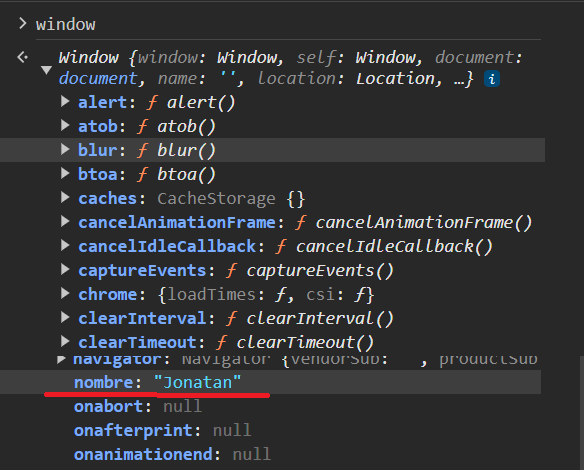 window
Window {window: Window, self: Window, document:
document, name: '', location: Location, …} i
alert: ƒ alert()
atob: ƒ atob()
blur: ƒ blur()
btoa: ƒ btoa()
caches: CacheStorage {}
cancelAnimationFrame: ƒ cancelAnimationFrame()
cancelIdleCallback: ƒ cancelIdleCallback()
captureEvents: ƒ captureEvents()
chrome: {loadTimes: ƒ, csi: ƒ}
clearInterval: ƒ clearInterval()
clearTimeout: ƒ clearTimeout()
navigator: Navigator {vendorSub: , productSub
nombre: "Jonatan"
onabort: null
onafterprint: null
onanimationend: null